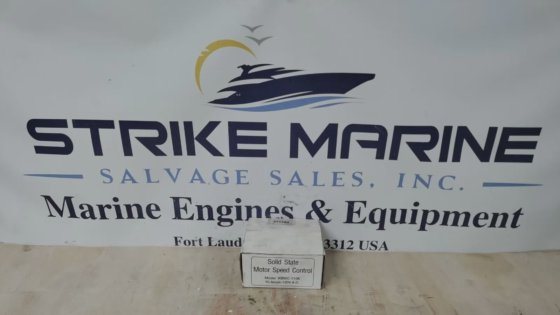 STRIKE MARINE
SALVAGE SALES, INC.
Marine Engines & Equipment
Fort Laud 3312 USA
Solid State
Motor Speed Control